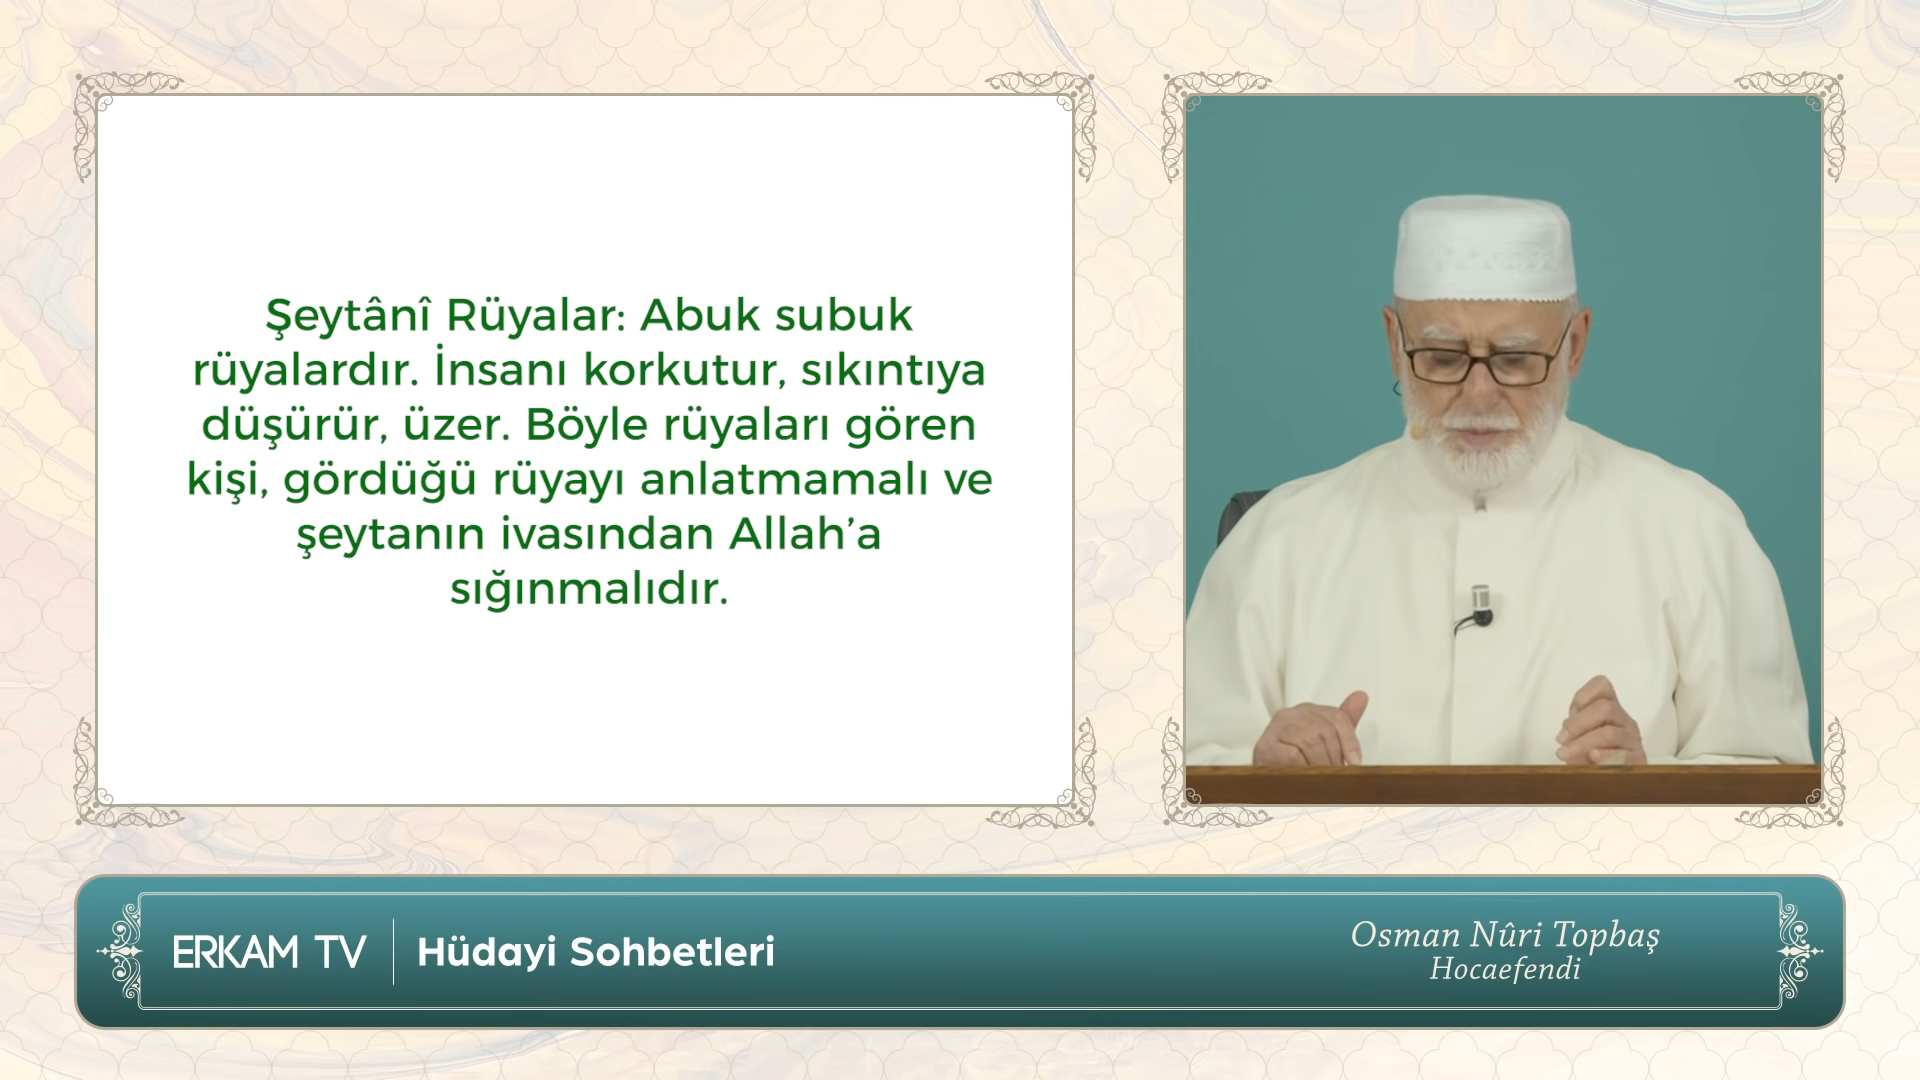 Şeytânî Rüyalar: Abuk subuk
rüyalardır. İnsanı korkutur, sıkıntıya
düşürür, üzer. Böyle rüyaları gören
kişi, gördüğü rüyayı anlatmamalı ve
şeytanın ivasından Allah’a
sığınmalıdır.
ERKAM TV
Hüdayi Sohbetleri
Osman Nûri Topbaş
Hocaefendi